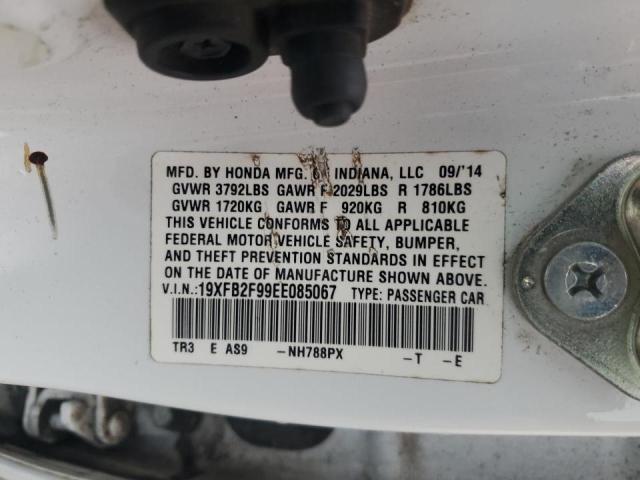 MFD. BY HONDA MFG. OF INDIANA, LLC 09/'14
GVWR 3792LBS GAWR F 2029LBS R 1786LBS
GVWR 1720KG GAWR F 920KG R 810KG
THIS VEHICLE CONFORMS TO ALL APPLICABLE
FEDERAL MOTOR VEHICLE SAFETY, BUMPER,
AND THEFT PREVENTION STANDARDS IN EFFECT
ON THE DATE OF MANUFACTURE SHOWN ABOVE.
V.I.N.:19XFB2F99EE085067 TYPE: PASSENGER CAR
TR3 E AS9 -NH788PX -T -E